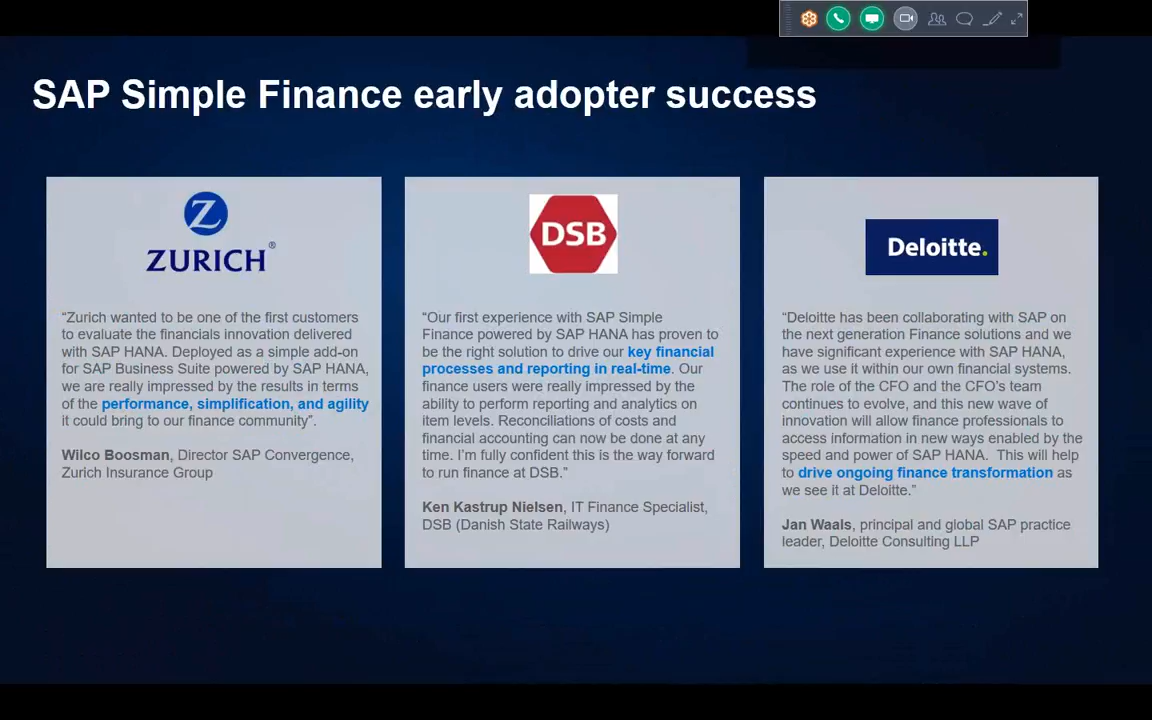 SAP Simple Finance early adopter success
Z
ZURICH®
“Zurich wanted to be one of the first customers
to evaluate the financials innovation delivered
with SAP HANA. Deployed as a simple add-on
for SAP Business Suite powered by SAP HANA,
we are really impressed by the results in terms
of the performance, simplification, and agility
it could bring to our finance community”.
Wilco Boosman, Director SAP Convergence,
Zurich Insurance Group
DSB
“Our first experience with SAP Simple
Finance powered by SAP HANA has proven to
be the right solution to drive our key financial
processes and reporting in real-time. Our
finance users were really impressed by the
ability to perform reporting and analytics on
item levels. Reconciliations of costs and
financial accounting can now be done at any
time. I’m fully confident this is the way forward
to run finance at DSB.”
Ken Kastrup Nielsen, IT Finance Specialist,
DSB (Danish State Railways)
Deloitte.
“Deloitte has been collaborating with SAP on
the next generation Finance solutions and we
have significant experience with SAP HANA,
as we use it within our own financial systems.
The role of the CFO and the CFO’s team
continues to evolve, and this new wave of
innovation will allow finance professionals to
access information in new ways enabled by the
speed and power of SAP HANA. This will help
to drive ongoing finance transformation as
we see it at Deloitte.”
Jan Waals, principal and global SAP practice
leader, Deloitte Consulting LLP